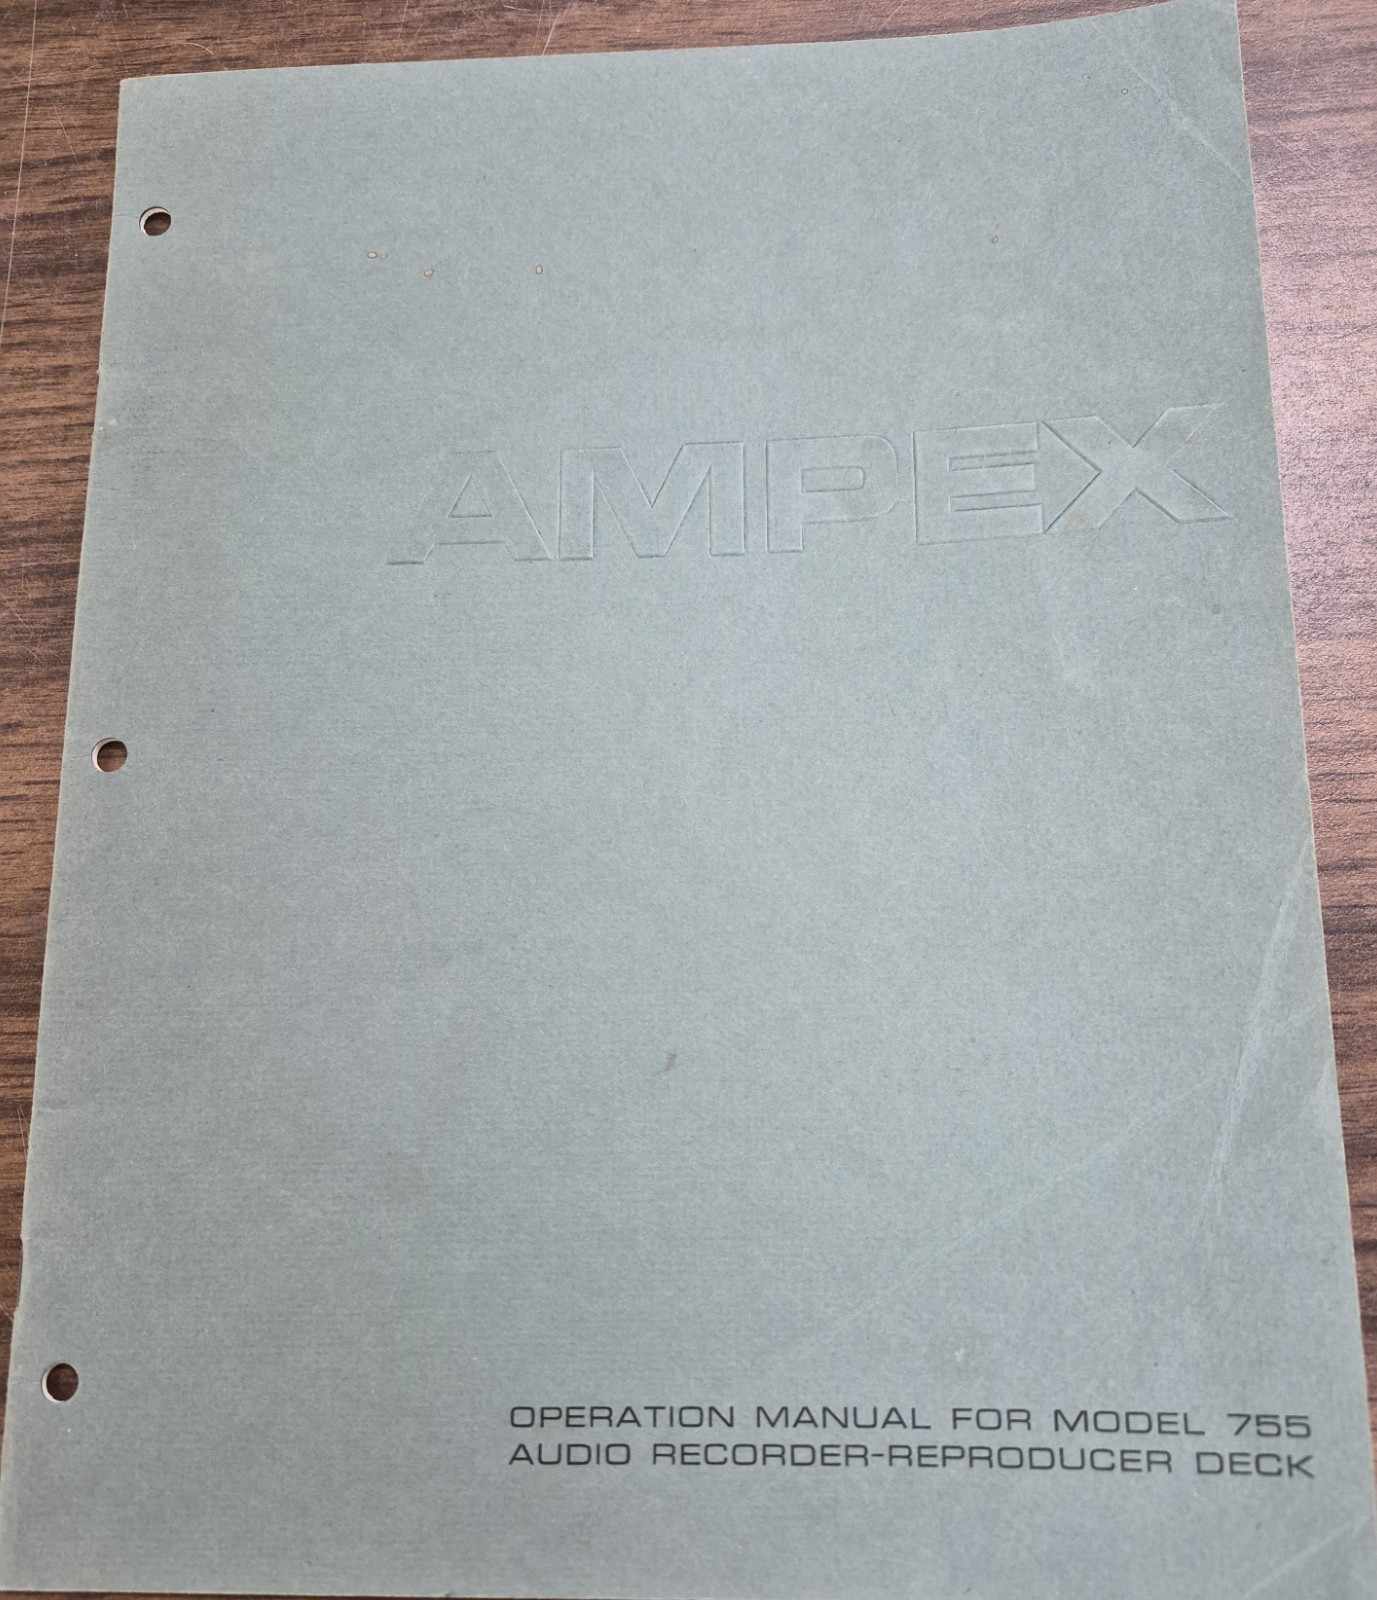 AMPEX
OPERATION MANUAL FOR MODEL 755
AUDIO RECORDER-REPRODUCER DECK